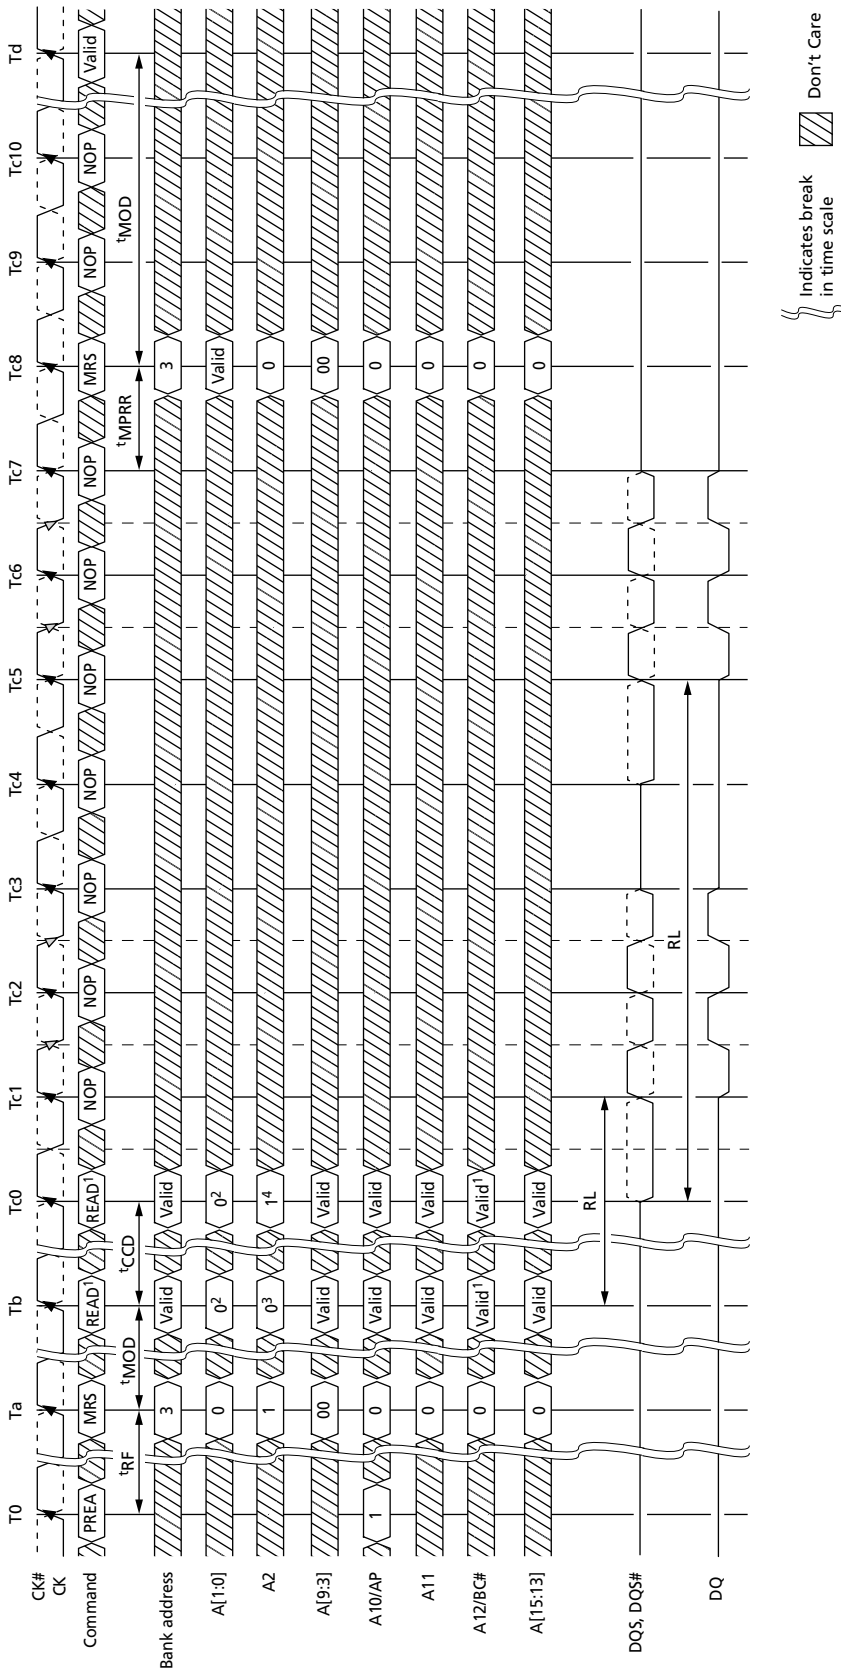 T0 Ta Tb Tc0 Tc1 Tc2 Tc3 Tc4 Tc5 Tc6 Tc7 Tc8 Tc9 Tc10 Td
CK#
CK
Command PREA MRS READ¹ READ¹ NOP NOP NOP NOP NOP NOP NOP MRS NOP NOP Valid
tRF tMOD tCCD tMPRR tMOD
Bank address 3 Valid Valid 3
A[1:0] 0 0² 0² Valid
A2 1 0³ 1⁴ 0
A[9:3] 00 Valid Valid 00
A10/AP 1 0 Valid Valid 0
A11 0 Valid Valid 0
A12/BC# 0 Valid¹ Valid¹ 0
A[15:13] 0 Valid Valid 0
RL
DQS, DQS#
RL
DQ
Indicates break
in time scale
Don't Care